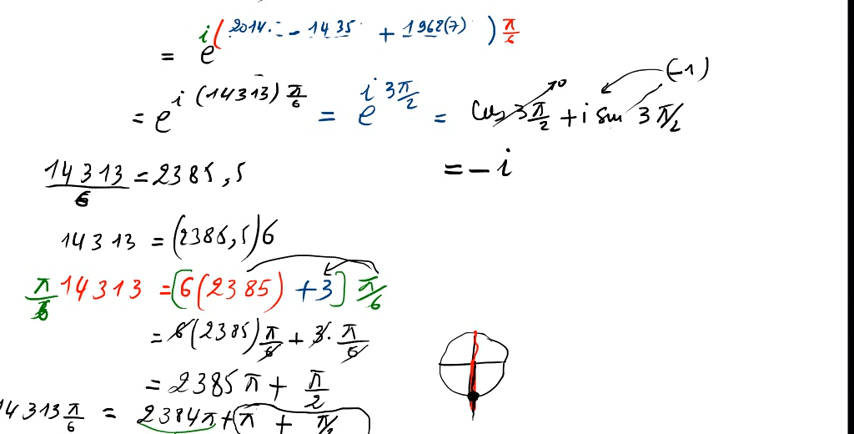 = e^{i(2014 · - 1435 + 1962(7)) π/6}
= e^{i(14313) π/6} = e^{i 3π/2} = cos 3π/2 + i sin 3π/2
0
(-1)
= -i
14313/6 = 2385,5
14313 = (2385,5)6
π/6 14313 = [6(2385) + 3] π/6
= 6(2385) π/6 + 3·π/6
= 2385π + π/2
14313 π/6 = 2384π + π + π/2